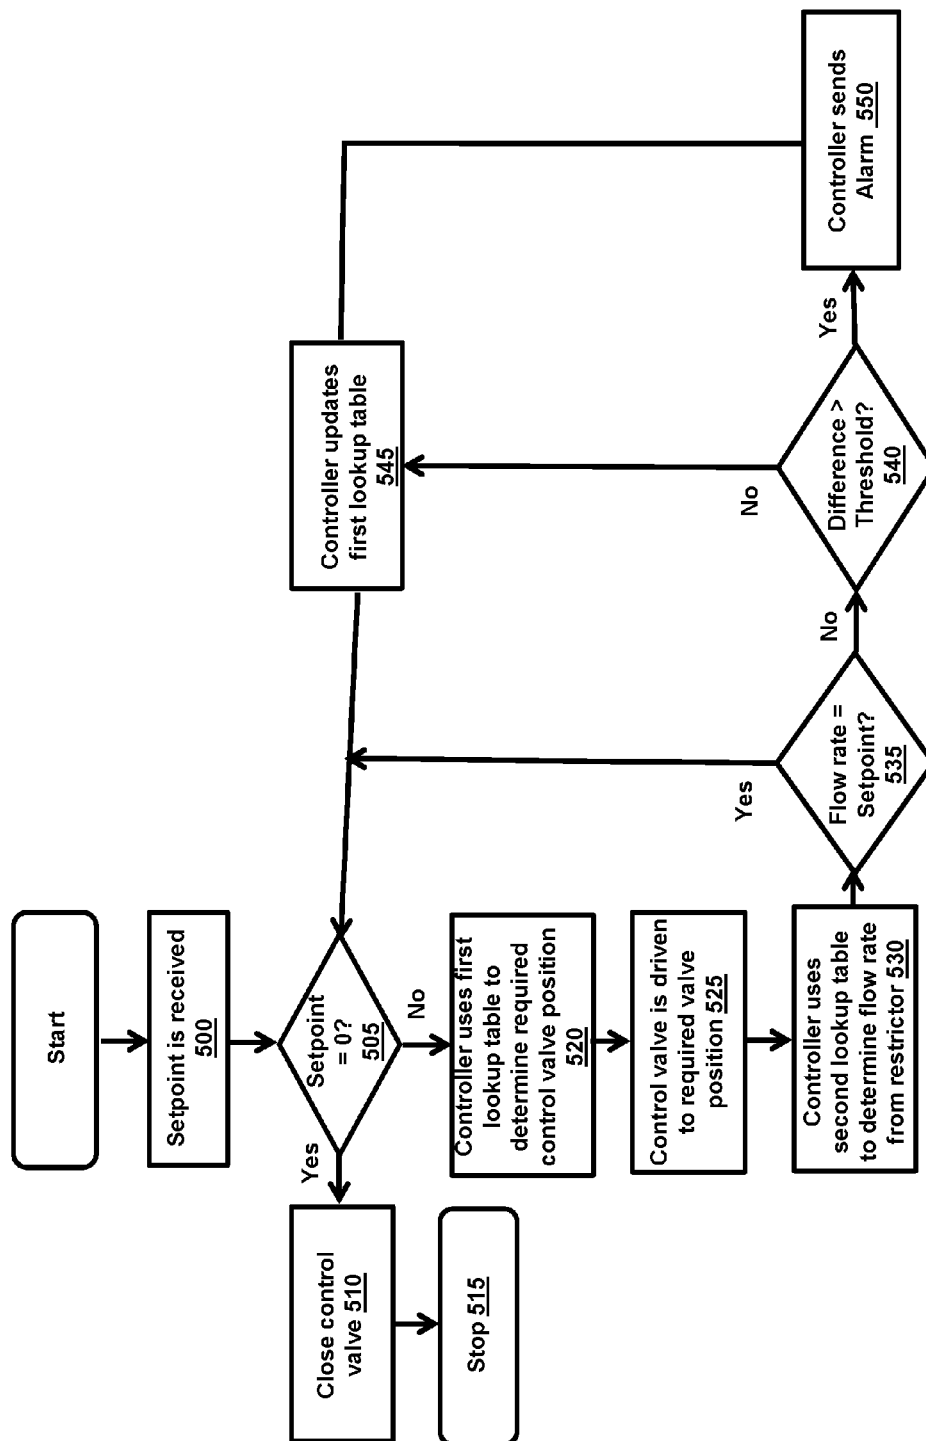 Start
Setpoint is received
500
Setpoint
= 0?
505
Yes
No
Close control
valve 510
Stop 515
Controller uses first
lookup table to
determine required
control valve position
520
Control valve is driven
to required valve
position 525
Controller uses
second lookup table
to determine flow rate
from restrictor 530
Flow rate =
Setpoint?
535
Yes
No
Difference >
Threshold?
540
No
Yes
Controller updates
first lookup table
545
Controller sends
Alarm 550